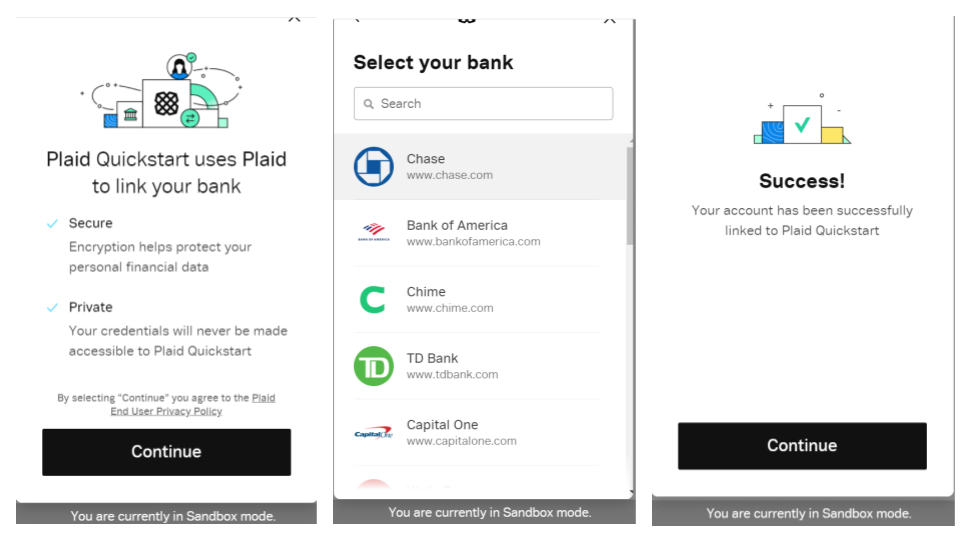 Plaid Quickstart uses Plaid
to link your bank
Secure
Encryption helps protect your
personal financial data
Private
Your credentials will never be made
accessible to Plaid Quickstart
By selecting "Continue" you agree to the Plaid
End User Privacy Policy
Continue
You are currently in Sandbox mode.
Select your bank
Search
Chase
www.chase.com
BANK OF AMERICA
Bank of America
www.bankofamerica.com
Chime
www.chime.com
TD
TD Bank
www.tdbank.com
Capital One
Capital One
www.capitalone.com
You are currently in Sandbox mode.
Success!
Your account has been successfully
linked to Plaid Quickstart
Continue
You are currently in Sandbox mode.